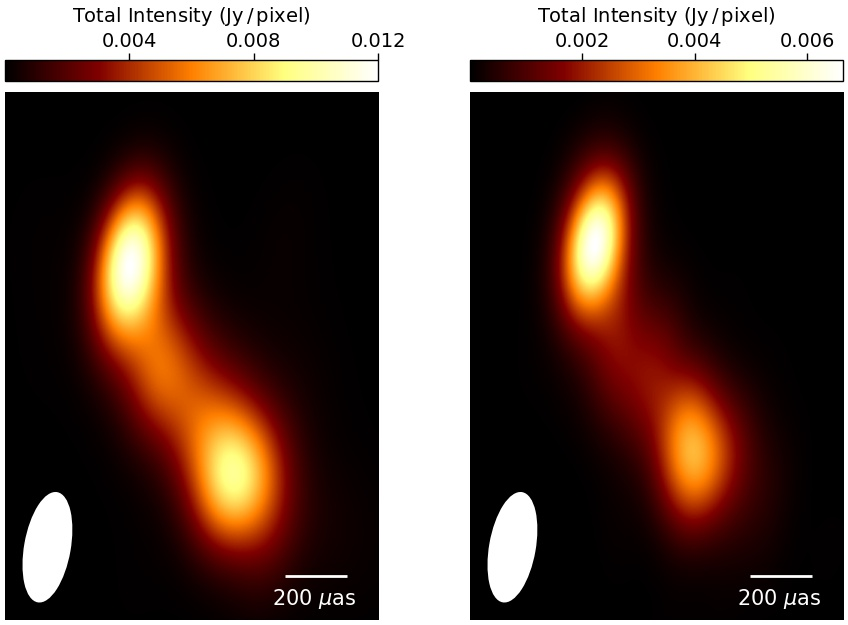 Total Intensity (Jy/pixel)
0.004 0.008 0.012
200 μas
Total Intensity (Jy/pixel)
0.002 0.004 0.006
200 μas